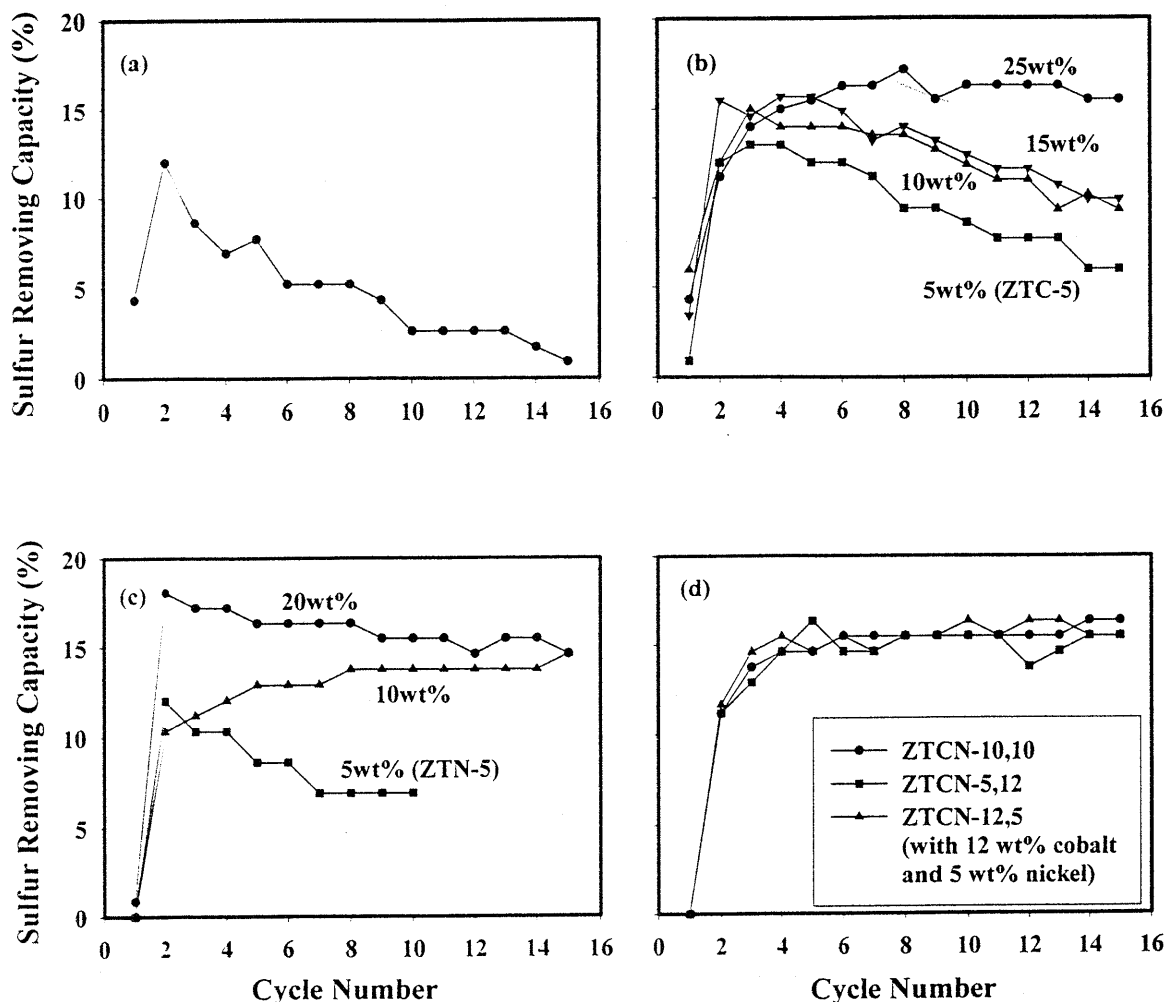 Sulfur Removing Capacity (%)
20
15
10
5
0
(a)
0 2 4 6 8 10 12 14 16
(b)
25wt%
15wt%
10wt%
5wt% (ZTC-5)
0 2 4 6 8 10 12 14 16
Sulfur Removing Capacity (%)
20
15
10
5
0
(c)
20wt%
10wt%
5wt% (ZTN-5)
0 2 4 6 8 10 12 14 16
Cycle Number
(d)
ZTCN-10,10
ZTCN-5,12
ZTCN-12,5
(with 12 wt% cobalt
and 5 wt% nickel)
0 2 4 6 8 10 12 14 16
Cycle Number